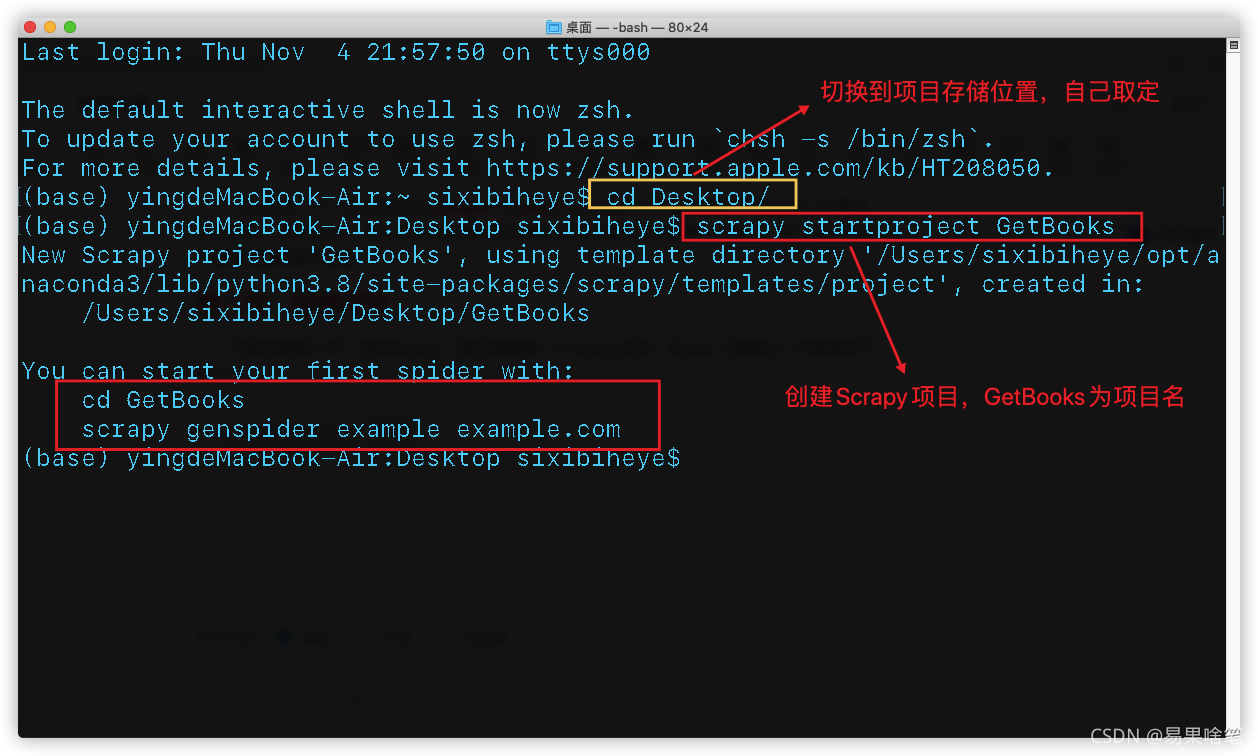 桌面 — -bash — 80×24
Last login: Thu Nov  4 21:57:50 on ttys000
切换到项目存储位置，自己取定
The default interactive shell is now zsh.
To update your account to use zsh, please run `chsh -s /bin/zsh`.
For more details, please visit https://support.apple.com/kb/HT208050.
(base) yingdeMacBook-Air:~ sixibiheye$ cd Desktop/
(base) yingdeMacBook-Air:Desktop sixibiheye$ scrapy startproject GetBooks
New Scrapy project 'GetBooks', using template directory '/Users/sixibiheye/opt/a
naconda3/lib/python3.8/site-packages/scrapy/templates/project', created in:
    /Users/sixibiheye/Desktop/GetBooks
You can start your first spider with:
    cd GetBooks
创建Scrapy项目，GetBooks为项目名
    scrapy genspider example example.com
(base) yingdeMacBook-Air:Desktop sixibiheye$
CSDN @易果啥笔